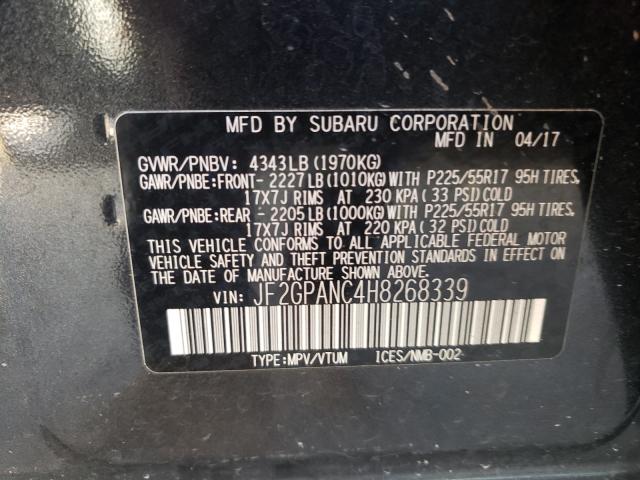 MFD BY SUBARU CORPORATION
MFD IN 04/17
GVWR/PNBV: 4343LB(1970KG)
GAWR/PNBE:FRONT-2227LB(1010KG)WITH P225/55R17 95H TIRES,
17X7J RIMS AT 230 KPA(33 PSI)COLD
GAWR/PNBE:REAR -2205LB(1000KG)WITH P225/55R17 95H TIRES,
17X7J RIMS AT 220 KPA(32 PSI)COLD
THIS VEHICLE CONFORMS TO ALL APPLICABLE FEDERAL MOTOR
VEHICLE SAFETY AND THEFT PREVENTION STANDARDS IN EFFECT ON
THE DATE OF MANUFACTURE SHOWN ABOVE.
VIN: JF2GPANC4H8268339
TYPE:MPV/VTUM ICES/NMB-002